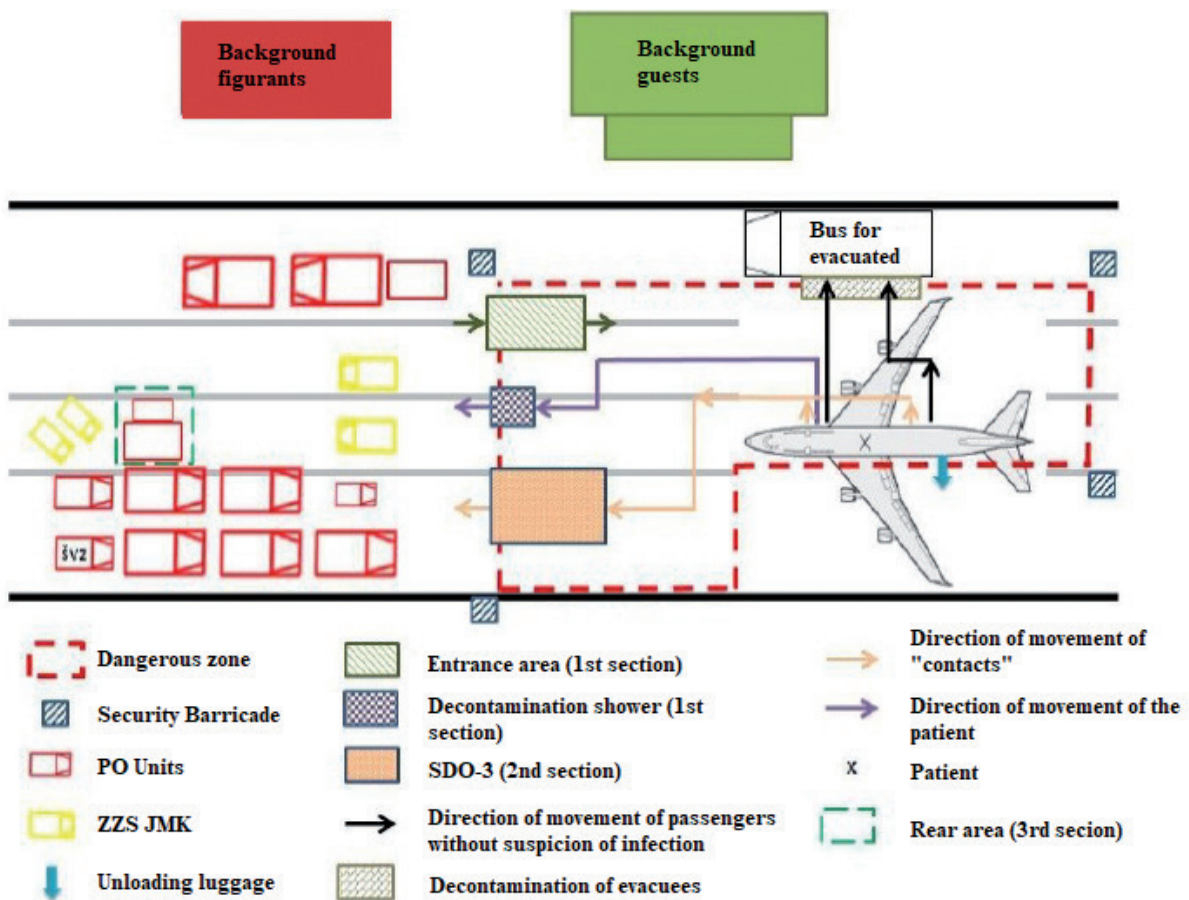 Background
figurants
Background
guests
Bus for
evacuated
X
ŠVZ
Dangerous zone
Security Barricade
PO Units
ZZS JMK
Unloading luggage
Entrance area (1st section)
Decontamination shower (1st
section)
SDO-3 (2nd section)
Direction of movement of passengers
without suspicion of infection
Decontamination of evacuees
Direction of movement of
"contacts"
Direction of movement of the
patient
X
Patient
Rear area (3rd secion)